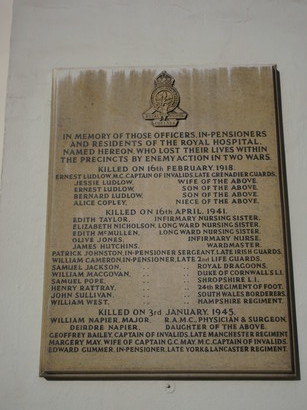 IN MEMORY OF THOSE OFFICERS, IN-PENSIONERS
AND RESIDENTS OF THE ROYAL HOSPITAL,
NAMED HEREON, WHO LOST THEIR LIVES WITHIN
THE PRECINCTS BY ENEMY ACTION IN TWO WARS.
KILLED ON 16TH FEBRUARY, 1918.
ERNEST LUDLOW, M.C. CAPTAIN OF INVALIDS, LATE GRENADIER GUARDS.
JESSIE LUDLOW, WIFE OF THE ABOVE.
ERNEST LUDLOW, SON OF THE ABOVE.
BERNARD LUDLOW, SON OF THE ABOVE.
ALICE COPLEY, NIECE OF THE ABOVE.
KILLED ON 16TH APRIL, 1941.
EDITH TAYLOR, INFIRMARY NURSING SISTER.
ELIZABETH NICHOLSON, LONG WARD NURSING SISTER.
EDITH McMULLEN, LONG WARD NURSING SISTER.
OLIVE JONES, INFIRMARY NURSE.
JAMES HUTCHINS, WARDMASTER.
PATRICK JOHNSTON, IN-PENSIONER SERGEANT, LATE IRISH GUARDS.
WILLIAM CAMERON, IN-PENSIONER, LATE 2ND LIFE GUARDS.
SAMUEL JACKSON, " " ROYAL DRAGOONS.
WILLIAM MACGOVAN, " " DUKE OF CORNWALL'S L.I.
SAMUEL POPE, " " SHROPSHIRE L.I.
HENRY RATTRAY, " " 24TH REGIMENT OF FOOT.
JOHN SULLIVAN, " " SOUTH WALES BORDERERS
WILLIAM WEST, " " HAMPSHIRE REGIMENT.
KILLED ON 3RD JANUARY, 1945.
WILLIAM NAPIER, MAJOR, R.A.M.C. PHYSICIAN & SURGEON.
DEIRDRE NAPIER, DAUGHTER OF THE ABOVE.
GEOFFREY BAILEY, CAPTAIN OF INVALIDS, LATE MANCHESTER REGIMENT.
MARGERY MAY, WIFE OF CAPTAIN G.C. MAY, M.C. CAPTAIN OF INVALIDS.
EDWARD GUMMER, IN-PENSIONER, LATE YORK & LANCASTER REGIMENT.